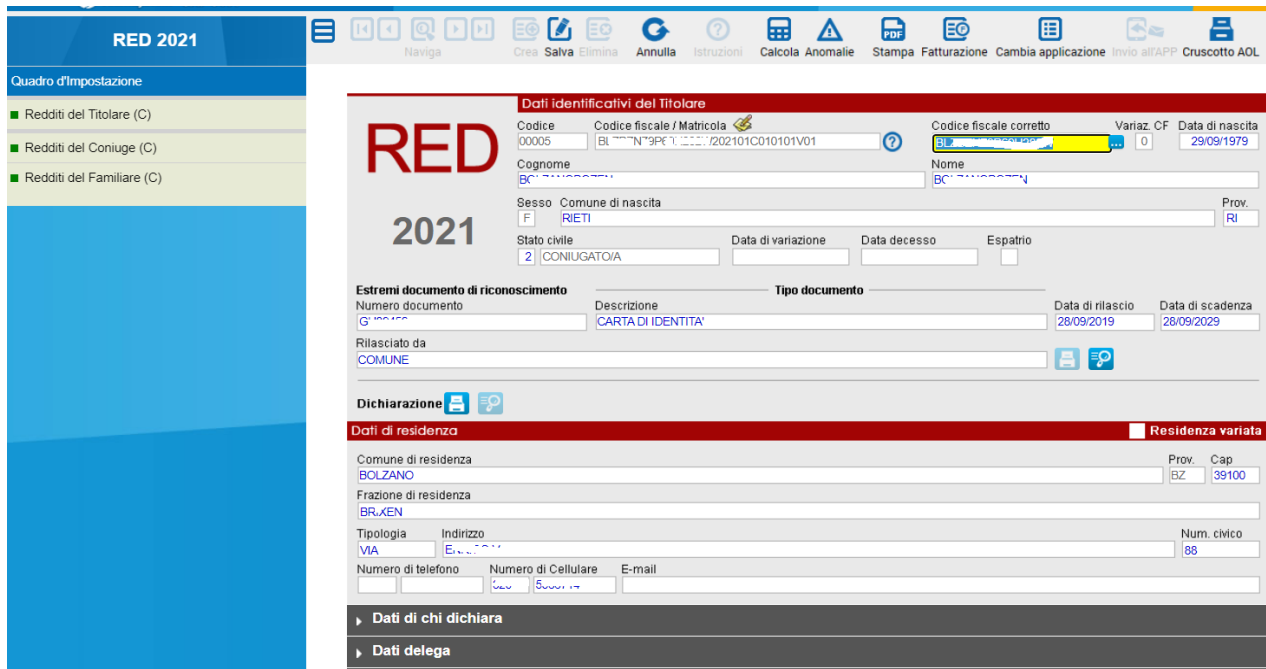 RED 2021
Quadro d'Impostazione
Redditi del Titolare (C)
Redditi del Coniuge (C)
Redditi del Familiare (C)
Naviga Crea Salva Elimina Annulla Istruzioni Calcola Anomalie Stampa Fatturazione Cambia applicazione Invio all'APP Cruscotto AOL
PDF
Dati identificativi del Titolare
RED
2021
Codice Codice fiscale / Matricola Codice fiscale corretto Variaz. CF Data di nascita
00005 /202101C010101V01 0 29/09/1979
Cognome Nome
Sesso Comune di nascita Prov.
F RIETI RI
Stato civile Data di variazione Data decesso Espatrio
2 CONIUGATO/A
Estremi documento di riconoscimento Tipo documento
Numero documento Descrizione Data di rilascio Data di scadenza
CARTA DI IDENTITA' 28/09/2019 28/09/2029
Rilasciato da
COMUNE
Dichiarazione
Dati di residenza Residenza variata
Comune di residenza Prov. Cap
BOLZANO BZ 39100
Frazione di residenza
Tipologia Indirizzo Num. civico
VIA 88
Numero di telefono Numero di Cellulare E-mail
Dati di chi dichiara
Dati delega